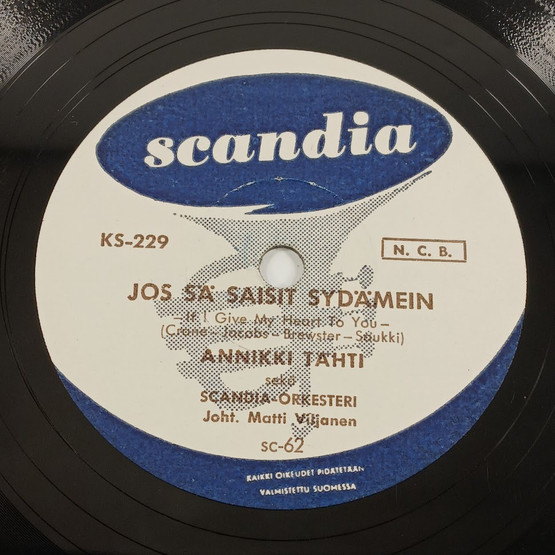 scandia
KS-229
N. C. B.
JOS SÄ SAISIT SYDÄMEIN
—If I Give My Heart To You—
(Crane—Jacobs—Brewster—Saukki)
ANNIKKI TÄHTI
sekä
SCANDIA-ORKESTERI
Joht. Matti Viljanen
SC-62
KAIKKI OIKEUDET PIDÄTETÄÄN
VALMISTETTU SUOMESSA